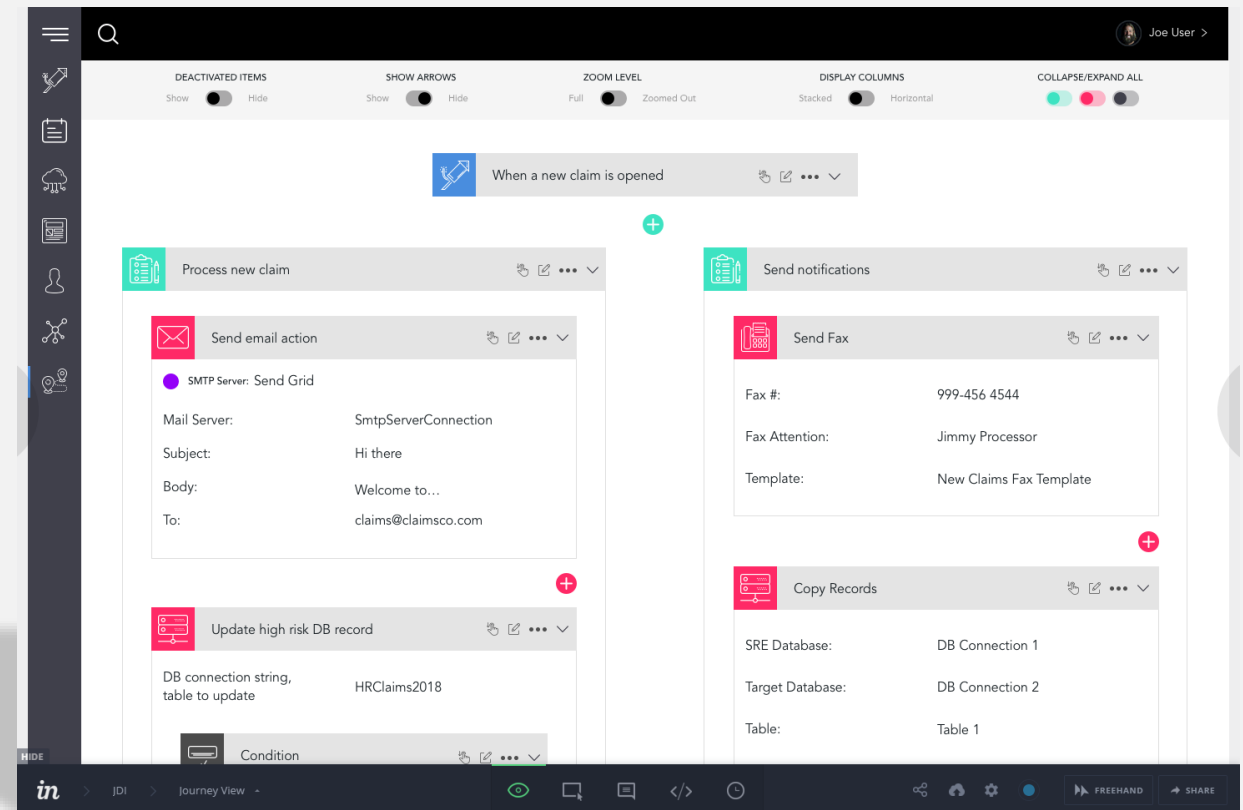 Joe User >
DEACTIVATED ITEMS
Show Hide
SHOW ARROWS
Show Hide
ZOOM LEVEL
Full Zoomed Out
DISPLAY COLUMNS
Stacked Horizontal
COLLAPSE/EXPAND ALL
When a new claim is opened
Process new claim
Send email action
SMTP Server: Send Grid
Mail Server: SmtpServerConnection
Subject: Hi there
Body: Welcome to…
To: claims@claimsco.com
Update high risk DB record
DB connection string,
table to update
HRClaims2018
Condition
Send notifications
Send Fax
Fax #: 999-456 4544
Fax Attention: Jimmy Processor
Template: New Claims Fax Template
Copy Records
SRE Database: DB Connection 1
Target Database: DB Connection 2
Table: Table 1
HIDE
in > JDI > Journey View
FREEHAND
SHARE